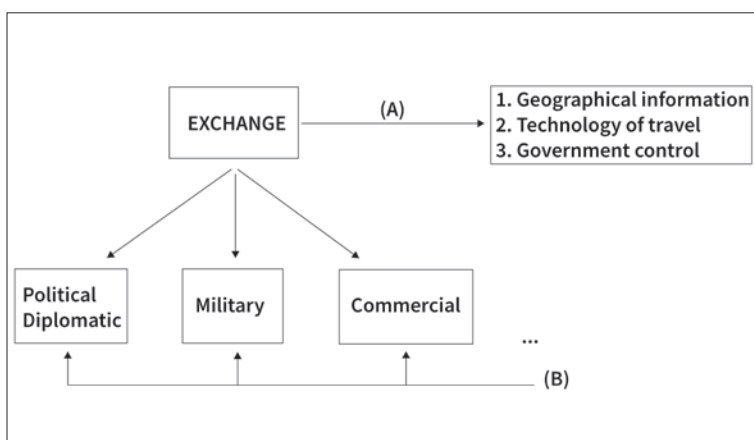 EXCHANGE
(A)
1. Geographical information
2. Technology of travel
3. Government control
Political
Diplomatic
Military
Commercial
...
(B)